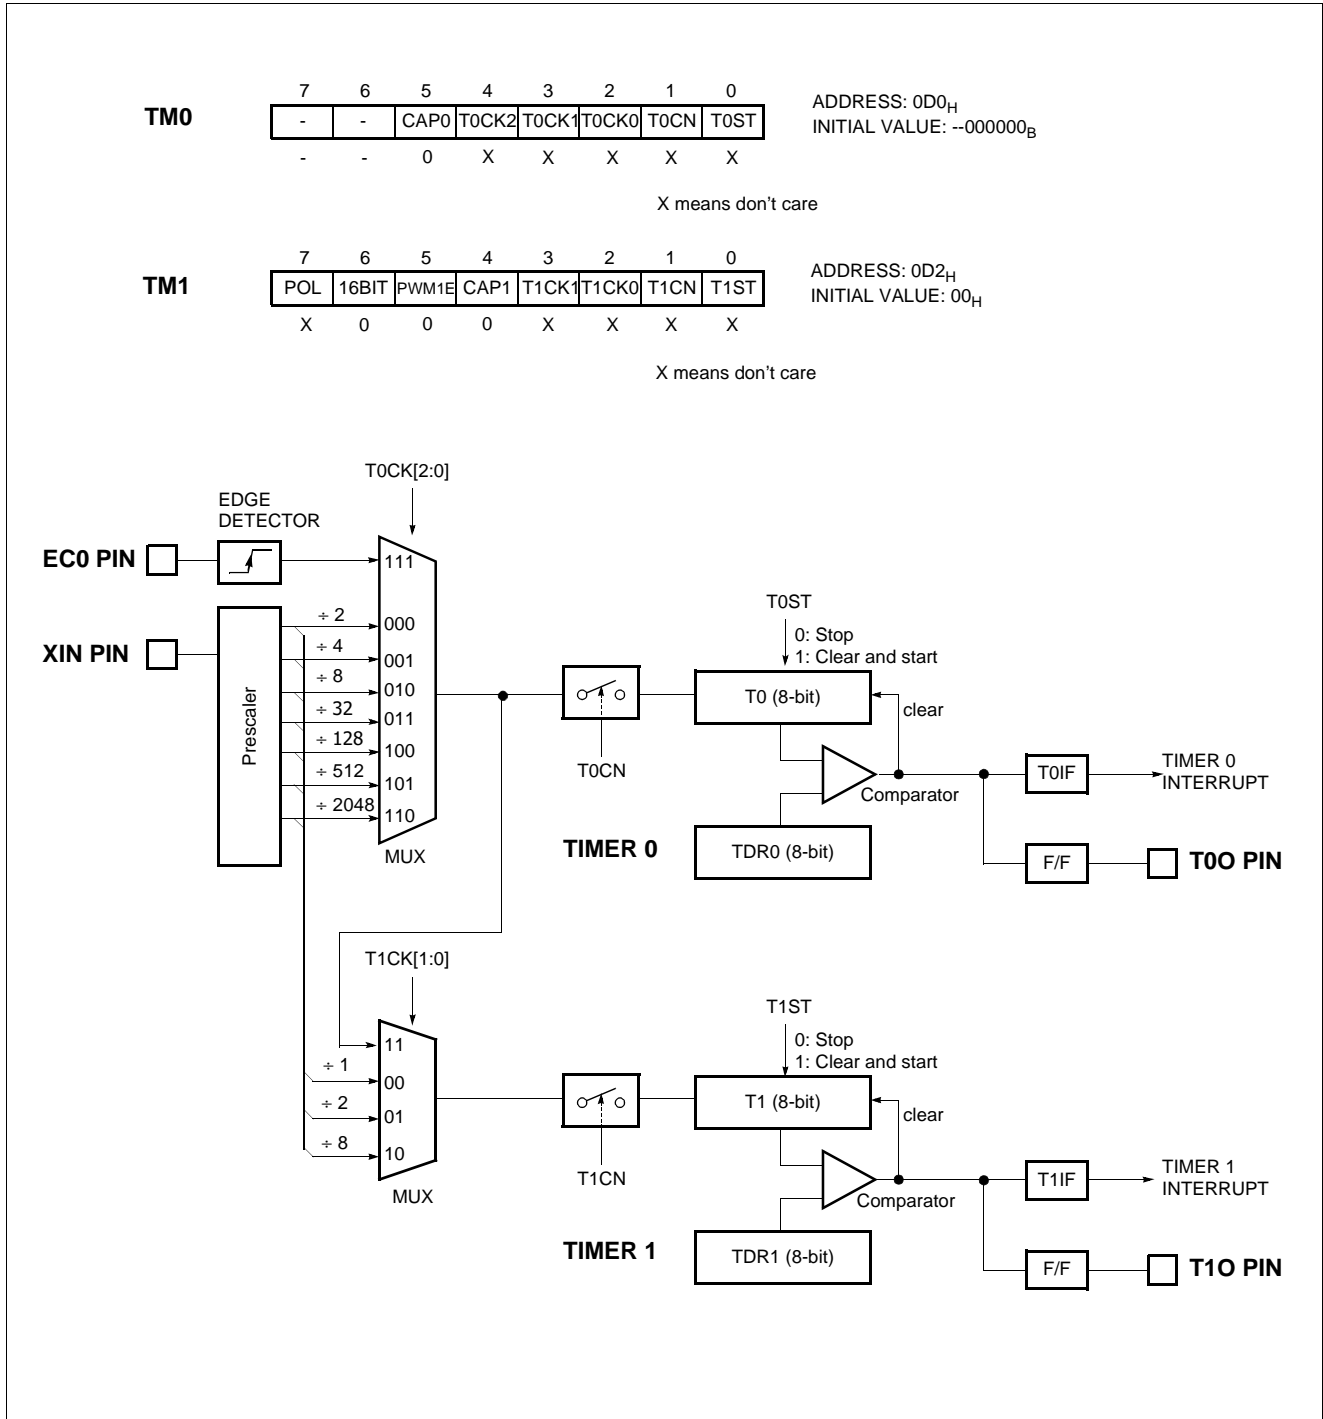 7 6 5 4 3 2 1 0
TM0 - - CAP0 T0CK2 T0CK1 T0CK0 T0CN T0ST
- - 0 X X X X X
ADDRESS: 0D0H
INITIAL VALUE: --000000B
X means don't care
7 6 5 4 3 2 1 0
TM1 POL 16BIT PWM1E CAP1 T1CK1 T1CK0 T1CN T1ST
X 0 0 0 X X X X
ADDRESS: 0D2H
INITIAL VALUE: 00H
X means don't care
T0CK[2:0]
EDGE
DETECTOR
EC0 PIN
111
XIN PIN
Prescaler
÷ 2 000
÷ 4 001
÷ 8 010
÷ 32 011
÷ 128 100
÷ 512 101
÷ 2048 110
MUX
T0CN
T0ST
0: Stop
1: Clear and start
T0 (8-bit)
clear
Comparator
TIMER 0
TDR0 (8-bit)
T0IF
TIMER 0
INTERRUPT
F/F
T0O PIN
T1CK[1:0]
11
÷ 1 00
÷ 2 01
÷ 8 10
MUX
T1CN
T1ST
0: Stop
1: Clear and start
T1 (8-bit)
clear
Comparator
TIMER 1
TDR1 (8-bit)
T1IF
TIMER 1
INTERRUPT
F/F
T1O PIN